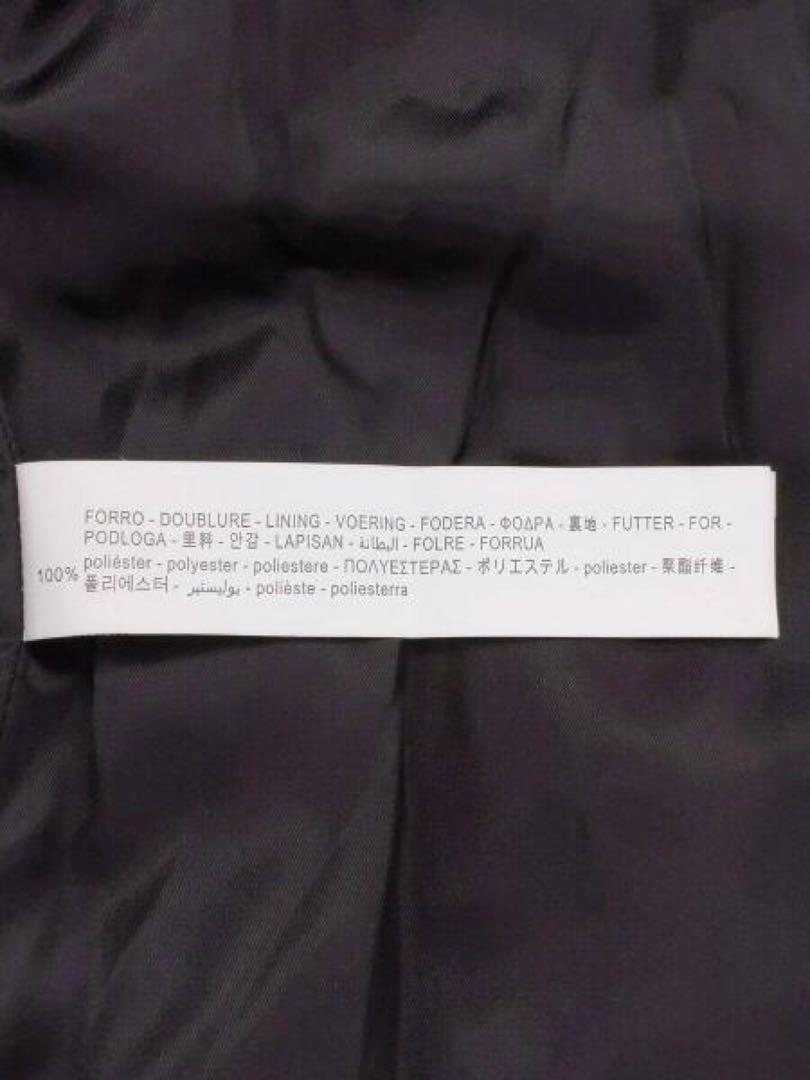 FORRO - DOUBLURE - LINING - VOERING - FODERA - ΦΟΔΡΑ - 裏地 - FUTTER - FOR -
PODLOGA - 里料 - 안감 - LAPISAN - البطانة - FOLRE - FORRUA
100% poliéster - polyester - poliestere - ΠΟΛΥΕΣΤΕΡΑΣ - ポリエステル - poliester - 聚酯纤维 -
폴리에스터 - بوليستير - polièste - poliesterra